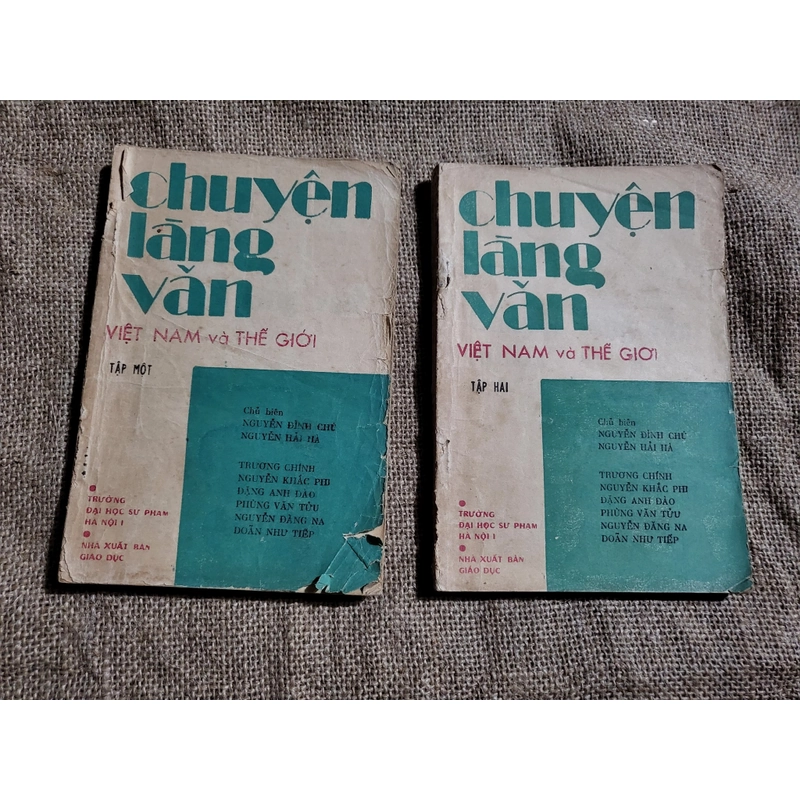 chuyện
làng
văn
VIỆT NAM và THẾ GIỚI
TẬP MỘT
Chủ biên
NGUYỄN ĐÌNH CHÚ
NGUYỄN HẢI HÀ
TRƯƠNG CHÍNH
NGUYỄN KHẮC PHI
ĐẶNG ANH ĐÀO
PHÙNG VĂN TỬU
NGUYỄN ĐĂNG NA
DOÃN NHƯ TIẾP
TRƯỜNG
ĐẠI HỌC SƯ PHẠM
HÀ NỘI I
NHÀ XUẤT BẢN
GIÁO DỤC
chuyện
làng
văn
VIỆT NAM và THẾ GIỚI
TẬP HAI
Chủ biên
NGUYỄN ĐÌNH CHÚ
NGUYỄN HẢI HÀ
TRƯƠNG CHÍNH
NGUYỄN KHẮC PHI
ĐẶNG ANH ĐÀO
PHÙNG VĂN TỬU
NGUYỄN ĐĂNG NA
DOÃN NHƯ TIẾP
TRƯỜNG
ĐẠI HỌC SƯ PHẠM
HÀ NỘI I
NHÀ XUẤT BẢN
GIÁO DỤC